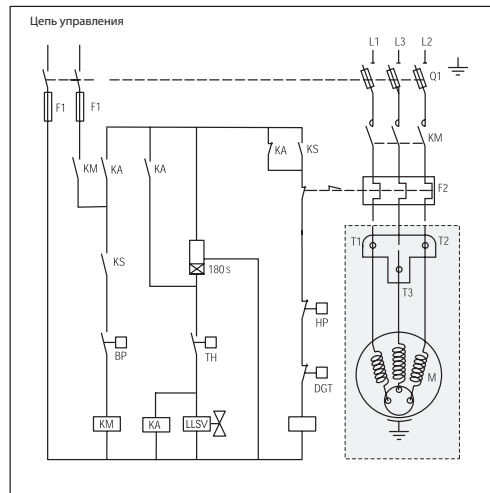 Цепь управления
L1 L3 L2
Q1
F1 F1
KM
KM KA KA KA KS
F2
T1 T2
180 s
KS T3
HP
BP TH
M
DGT
KM KA LLSV